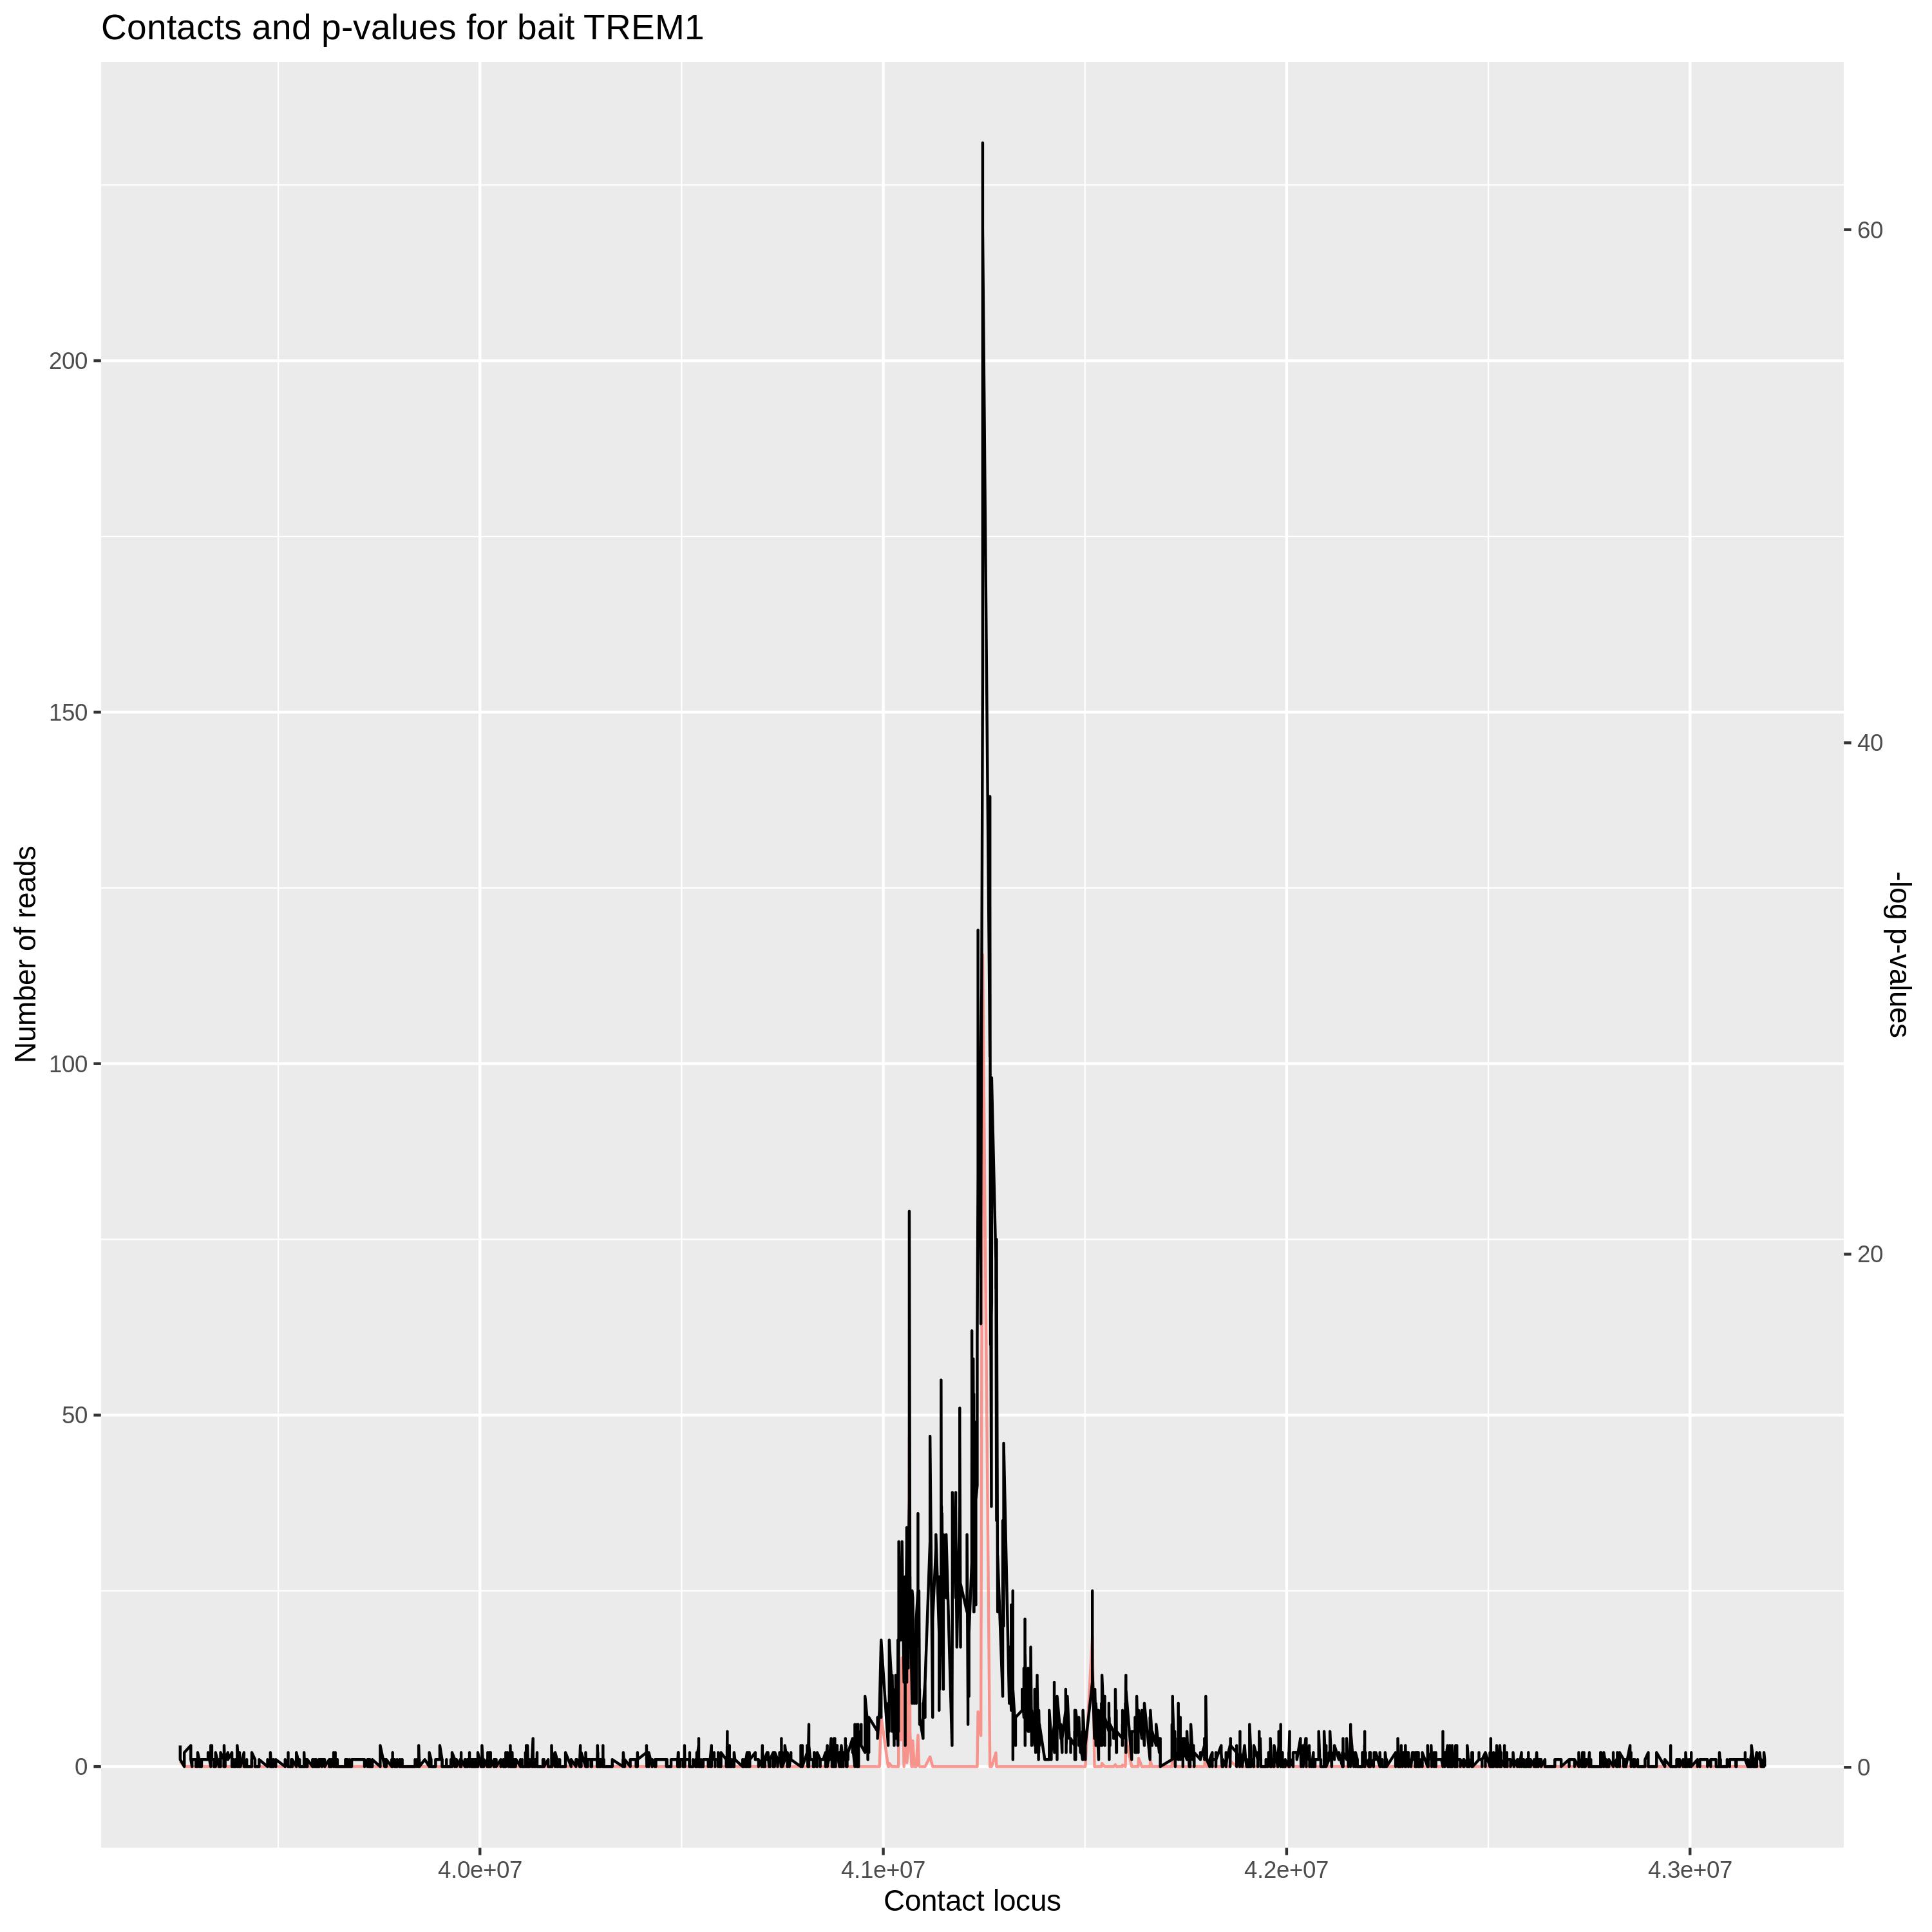 Contacts and p-values for bait TREM1
200
150
100
50
0
Number of reads
60
40
20
0
-log p-values
4.0e+07
4.1e+07
4.2e+07
4.3e+07
Contact locus